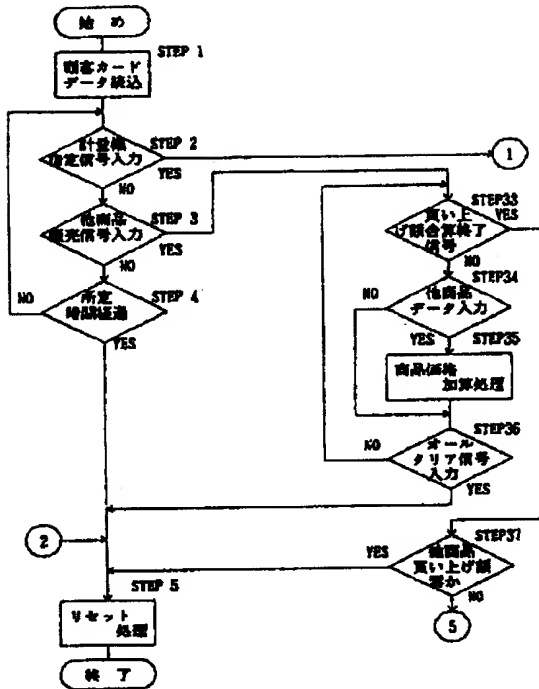 始め
STEP 1
顧客カード
データ読込
STEP 2
計量機
指定信号入力
YES
NO
1
STEP 3
他商品
販売信号入力
YES
NO
STEP 4
所定
時間経過
NO
YES
STEP33
買い上
げ額合算終了
信号
YES
NO
STEP34
他商品
データ入力
NO
YES
STEP35
商品価格
加算処理
STEP36
オール
クリア信号
入力
NO
YES
2
STEP37
他商品
買い上げ額
YES
NO
5
STEP 5
リセット
処理
終了